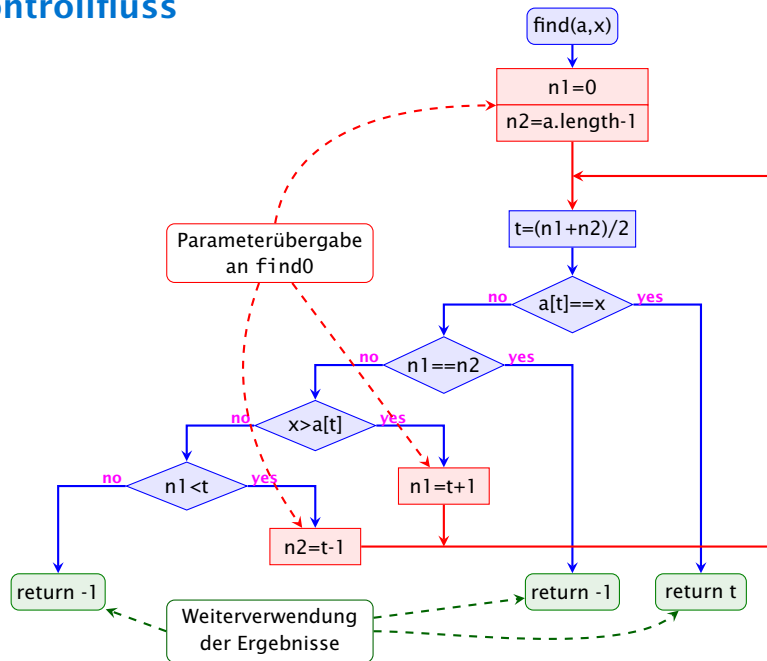 ontrollfluss
find(a,x)
n1=0
n2=a.length-1
t=(n1+n2)/2
Parameterübergabe
an find0
a[t]==x
no
yes
n1==n2
no
yes
x>a[t]
no
yes
n1<t
no
yes
n1=t+1
n2=t-1
return -1
return -1
return t
Weiterverwendung
der Ergebnisse